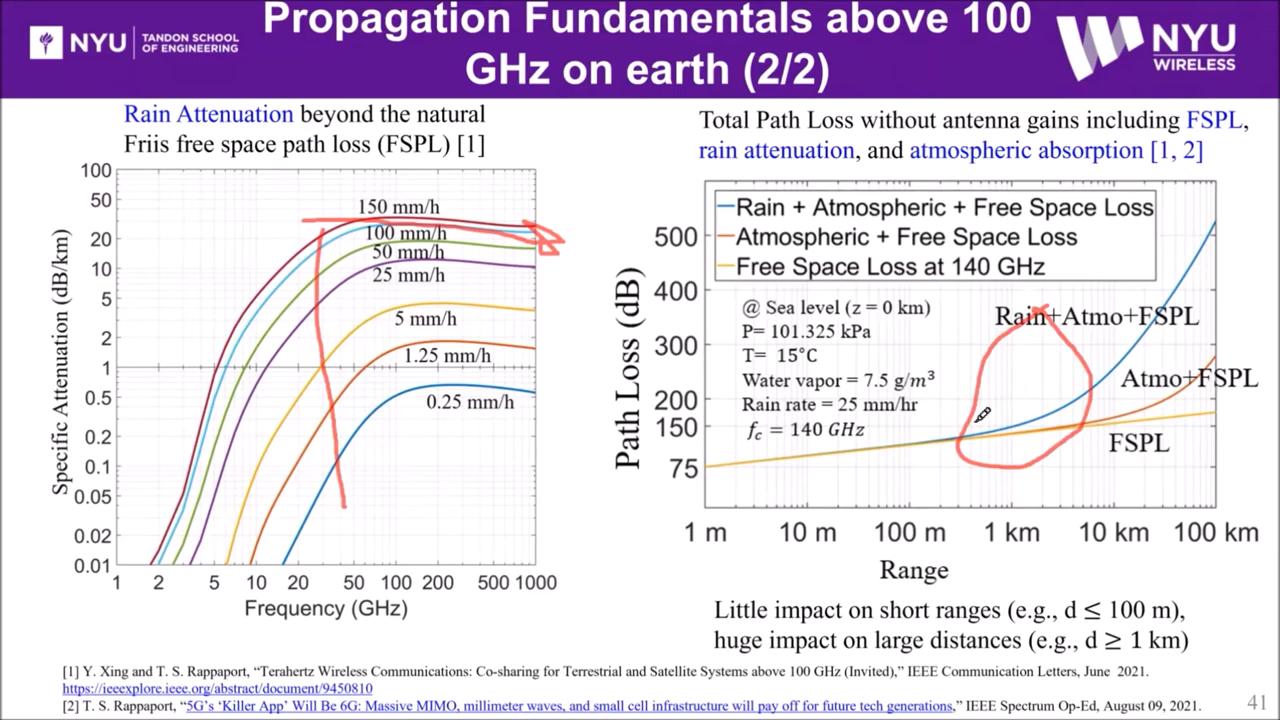 Propagation Fundamentals above 100
GHz on earth (2/2)
NYU
TANDON SCHOOL
OF ENGINEERING
NYU
WIRELESS
Rain Attenuation beyond the natural
Friis free space path loss (FSPL) [1]
100
50
20
10
5
2
1
0.5
0.2
0.1
0.05
0.02
0.01
Specific Attenuation (dB/km)
150 mm/h
100 mm/h
50 mm/h
25 mm/h
5 mm/h
1.25 mm/h
0.25 mm/h
1 2 5 10 20 50 100 200 500 1000
Frequency (GHz)
Total Path Loss without antenna gains including FSPL,
rain attenuation, and atmospheric absorption [1, 2]
Rain + Atmospheric + Free Space Loss
Atmospheric + Free Space Loss
Free Space Loss at 140 GHz
500
400
300
200
150
75
Path Loss (dB)
@ Sea level (z = 0 km)
P= 101.325 kPa
T= 15°C
Water vapor = 7.5 g/m³
Rain rate = 25 mm/hr
f_c = 140 GHz
Rain+Atmo+FSPL
Atmo+FSPL
FSPL
1 m 10 m 100 m 1 km 10 km 100 km
Range
Little impact on short ranges (e.g., d ≤ 100 m),
huge impact on large distances (e.g., d ≥ 1 km)
[1] Y. Xing and T. S. Rappaport, “Terahertz Wireless Communications: Co-sharing for Terrestrial and Satellite Systems above 100 GHz (Invited),” IEEE Communication Letters, June 2021.
https://ieeexplore.ieee.org/abstract/document/9450810
[2] T. S. Rappaport, “5G’s ‘Killer App’ Will Be 6G: Massive MIMO, millimeter waves, and small cell infrastructure will pay off for future tech generations,” IEEE Spectrum Op-Ed, August 09, 2021.
41